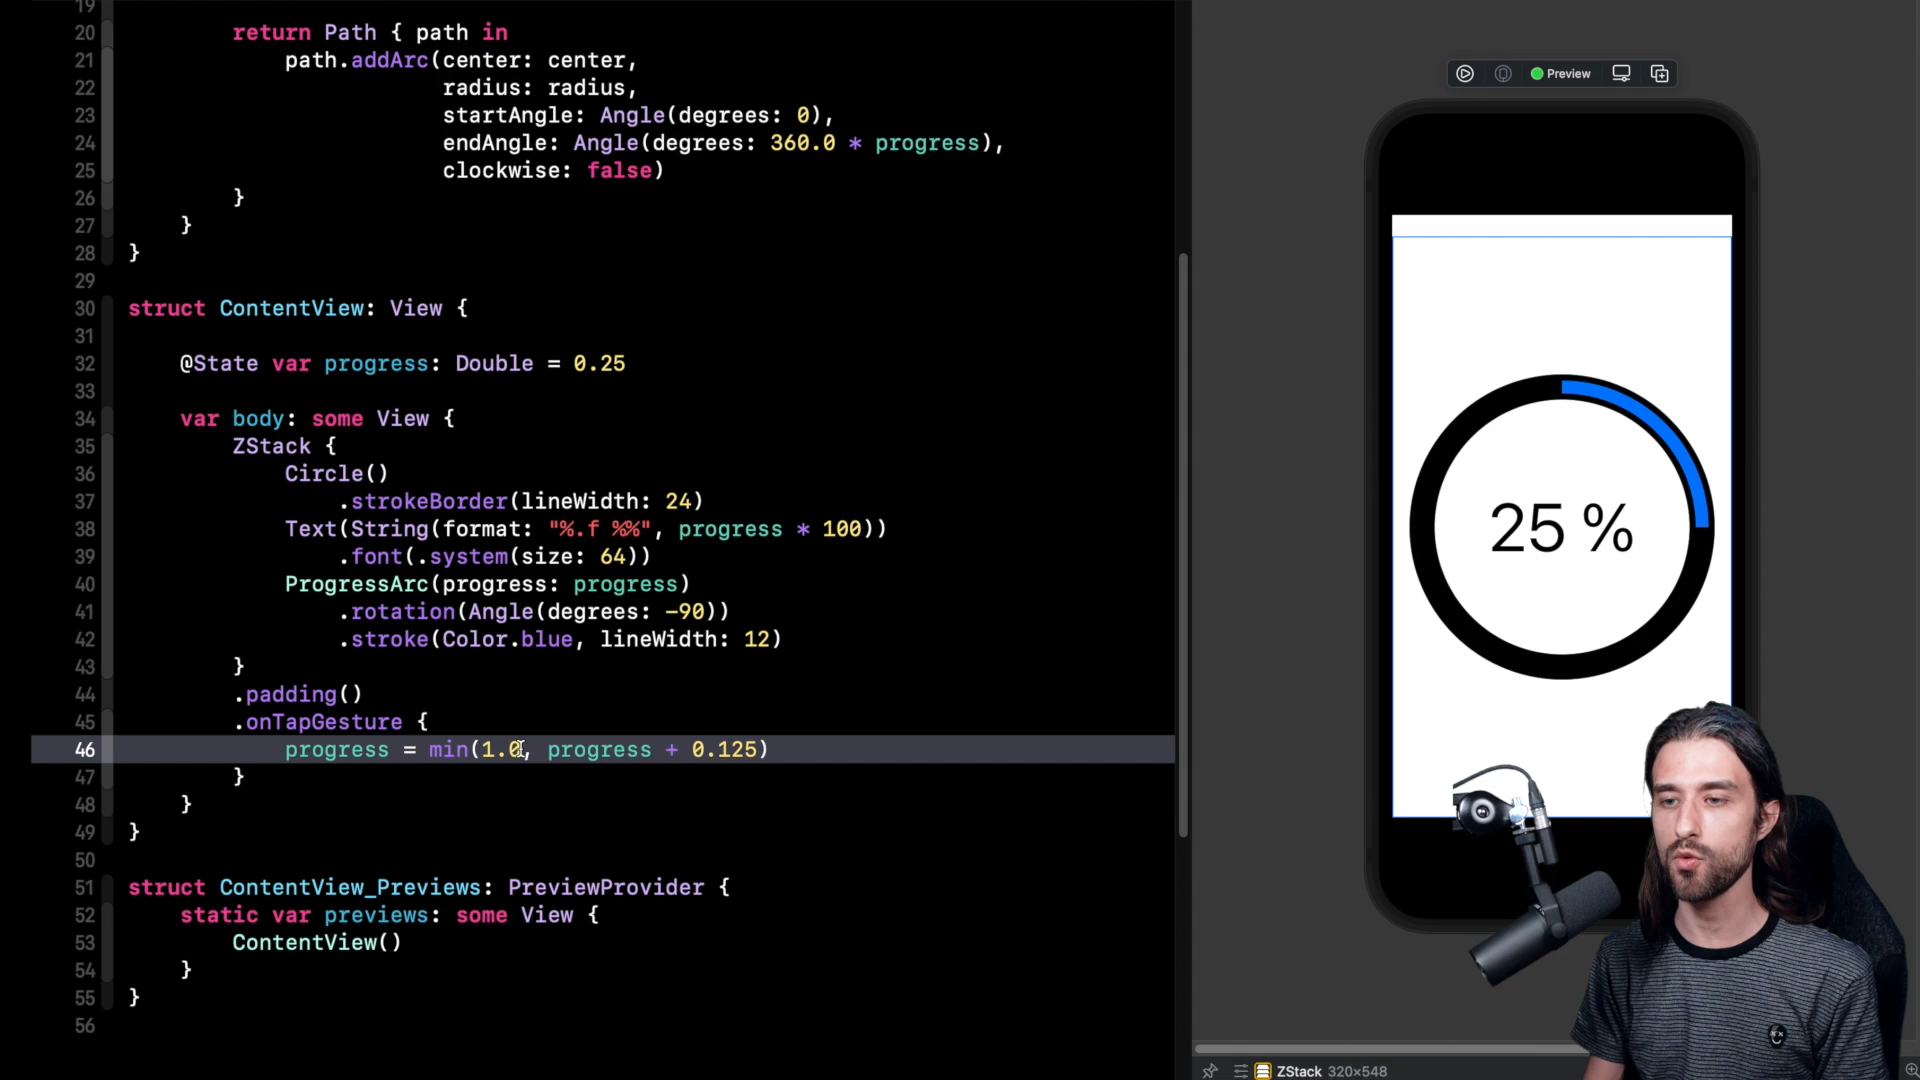 19
20 return Path { path in
21 path.addArc(center: center,
22 radius: radius,
23 startAngle: Angle(degrees: 0),
24 endAngle: Angle(degrees: 360.0 * progress),
25 clockwise: false)
26 }
27 }
28 }
29
30 struct ContentView: View {
31
32 @State var progress: Double = 0.25
33
34 var body: some View {
35 ZStack {
36 Circle()
37 .strokeBorder(lineWidth: 24)
38 Text(String(format: "%.f %%", progress * 100))
39 .font(.system(size: 64))
40 ProgressArc(progress: progress)
41 .rotation(Angle(degrees: -90))
42 .stroke(Color.blue, lineWidth: 12)
43 }
44 .padding()
45 .onTapGesture {
46 progress = min(1.0, progress + 0.125)
47 }
48 }
49 }
50
51 struct ContentView_Previews: PreviewProvider {
52 static var previews: some View {
53 ContentView()
54 }
55 }
56
Preview
25 %
ZStack 320×548